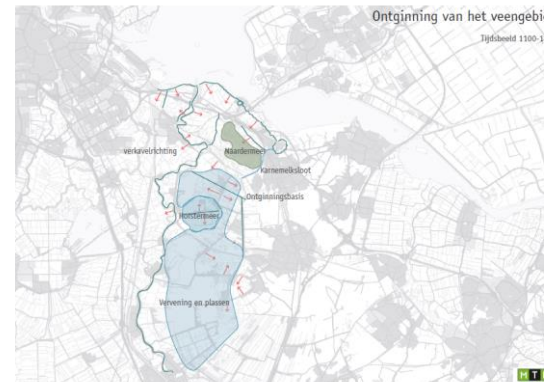 Ontginning van het veengebi
Tijdsbeeld 1100-1
verkavelrichting
Naardermeer
Karnemelksloot
Ontginningsbasis
Horstermeer
Vervening en plassen
M T